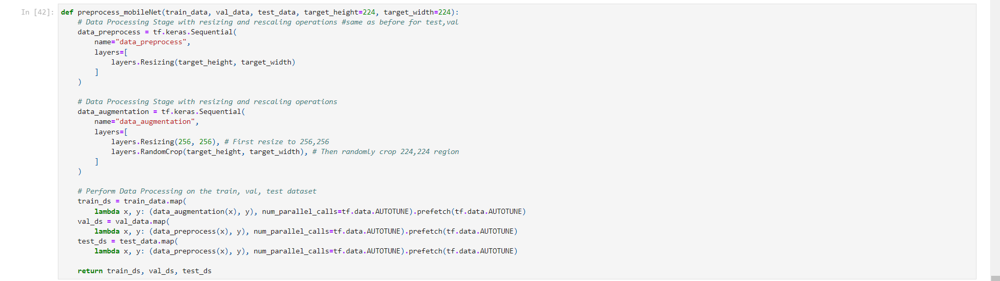 In [42]: def preprocess_mobileNet(train_data, val_data, test_data, target_height=224, target_width=224):
    # Data Processing Stage with resizing and rescaling operations #same as before for test,val
    data_preprocess = tf.keras.Sequential(
        name="data_preprocess",
        layers=[
            layers.Resizing(target_height, target_width)
        ]
    )
    # Data Processing Stage with resizing and rescaling operations
    data_augmentation = tf.keras.Sequential(
        name="data_augmentation",
        layers=[
            layers.Resizing(256, 256), # First resize to 256,256
            layers.RandomCrop(target_height, target_width), # Then randomly crop 224,224 region
        ]
    )
    # Perform Data Processing on the train, val, test dataset
    train_ds = train_data.map(
        lambda x, y: (data_augmentation(x), y), num_parallel_calls=tf.data.AUTOTUNE).prefetch(tf.data.AUTOTUNE)
    val_ds = val_data.map(
        lambda x, y: (data_preprocess(x), y), num_parallel_calls=tf.data.AUTOTUNE).prefetch(tf.data.AUTOTUNE)
    test_ds = test_data.map(
        lambda x, y: (data_preprocess(x), y), num_parallel_calls=tf.data.AUTOTUNE).prefetch(tf.data.AUTOTUNE)
    return train_ds, val_ds, test_ds